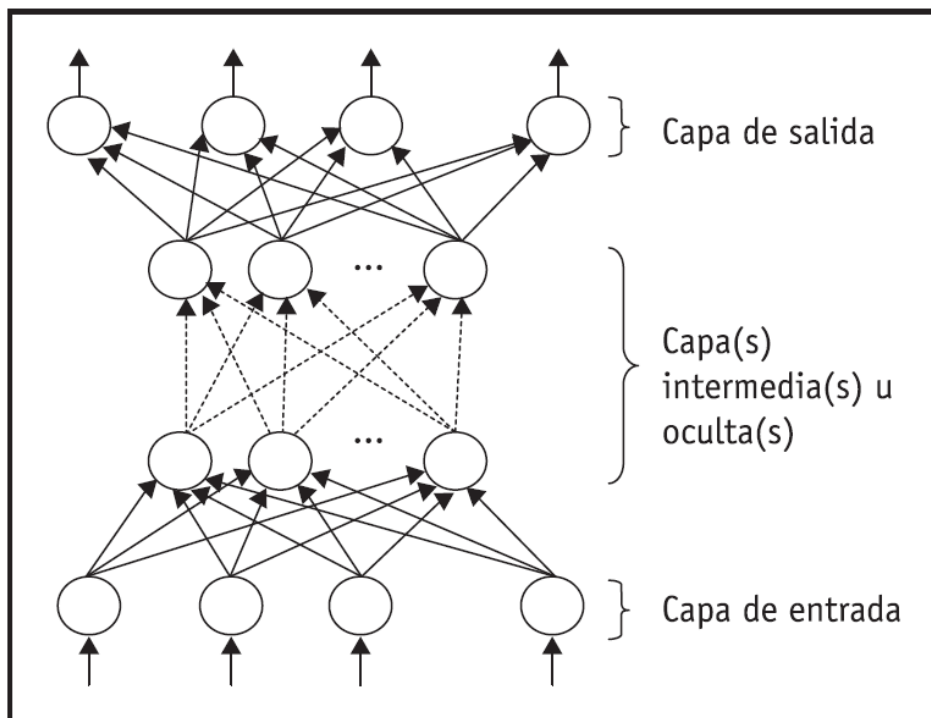 Capa de salida
...
Capa(s)
intermedia(s) u
oculta(s)
...
Capa de entrada